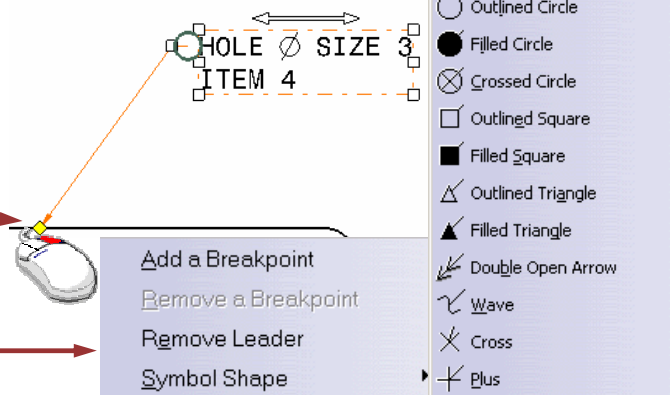 HOLE ∅ SIZE 3
ITEM 4
Add a Breakpoint
Remove a Breakpoint
Remove Leader
Symbol Shape
Outlined Circle
Filled Circle
Crossed Circle
Outlined Square
Filled Square
Outlined Triangle
Filled Triangle
Double Open Arrow
Wave
Cross
Plus